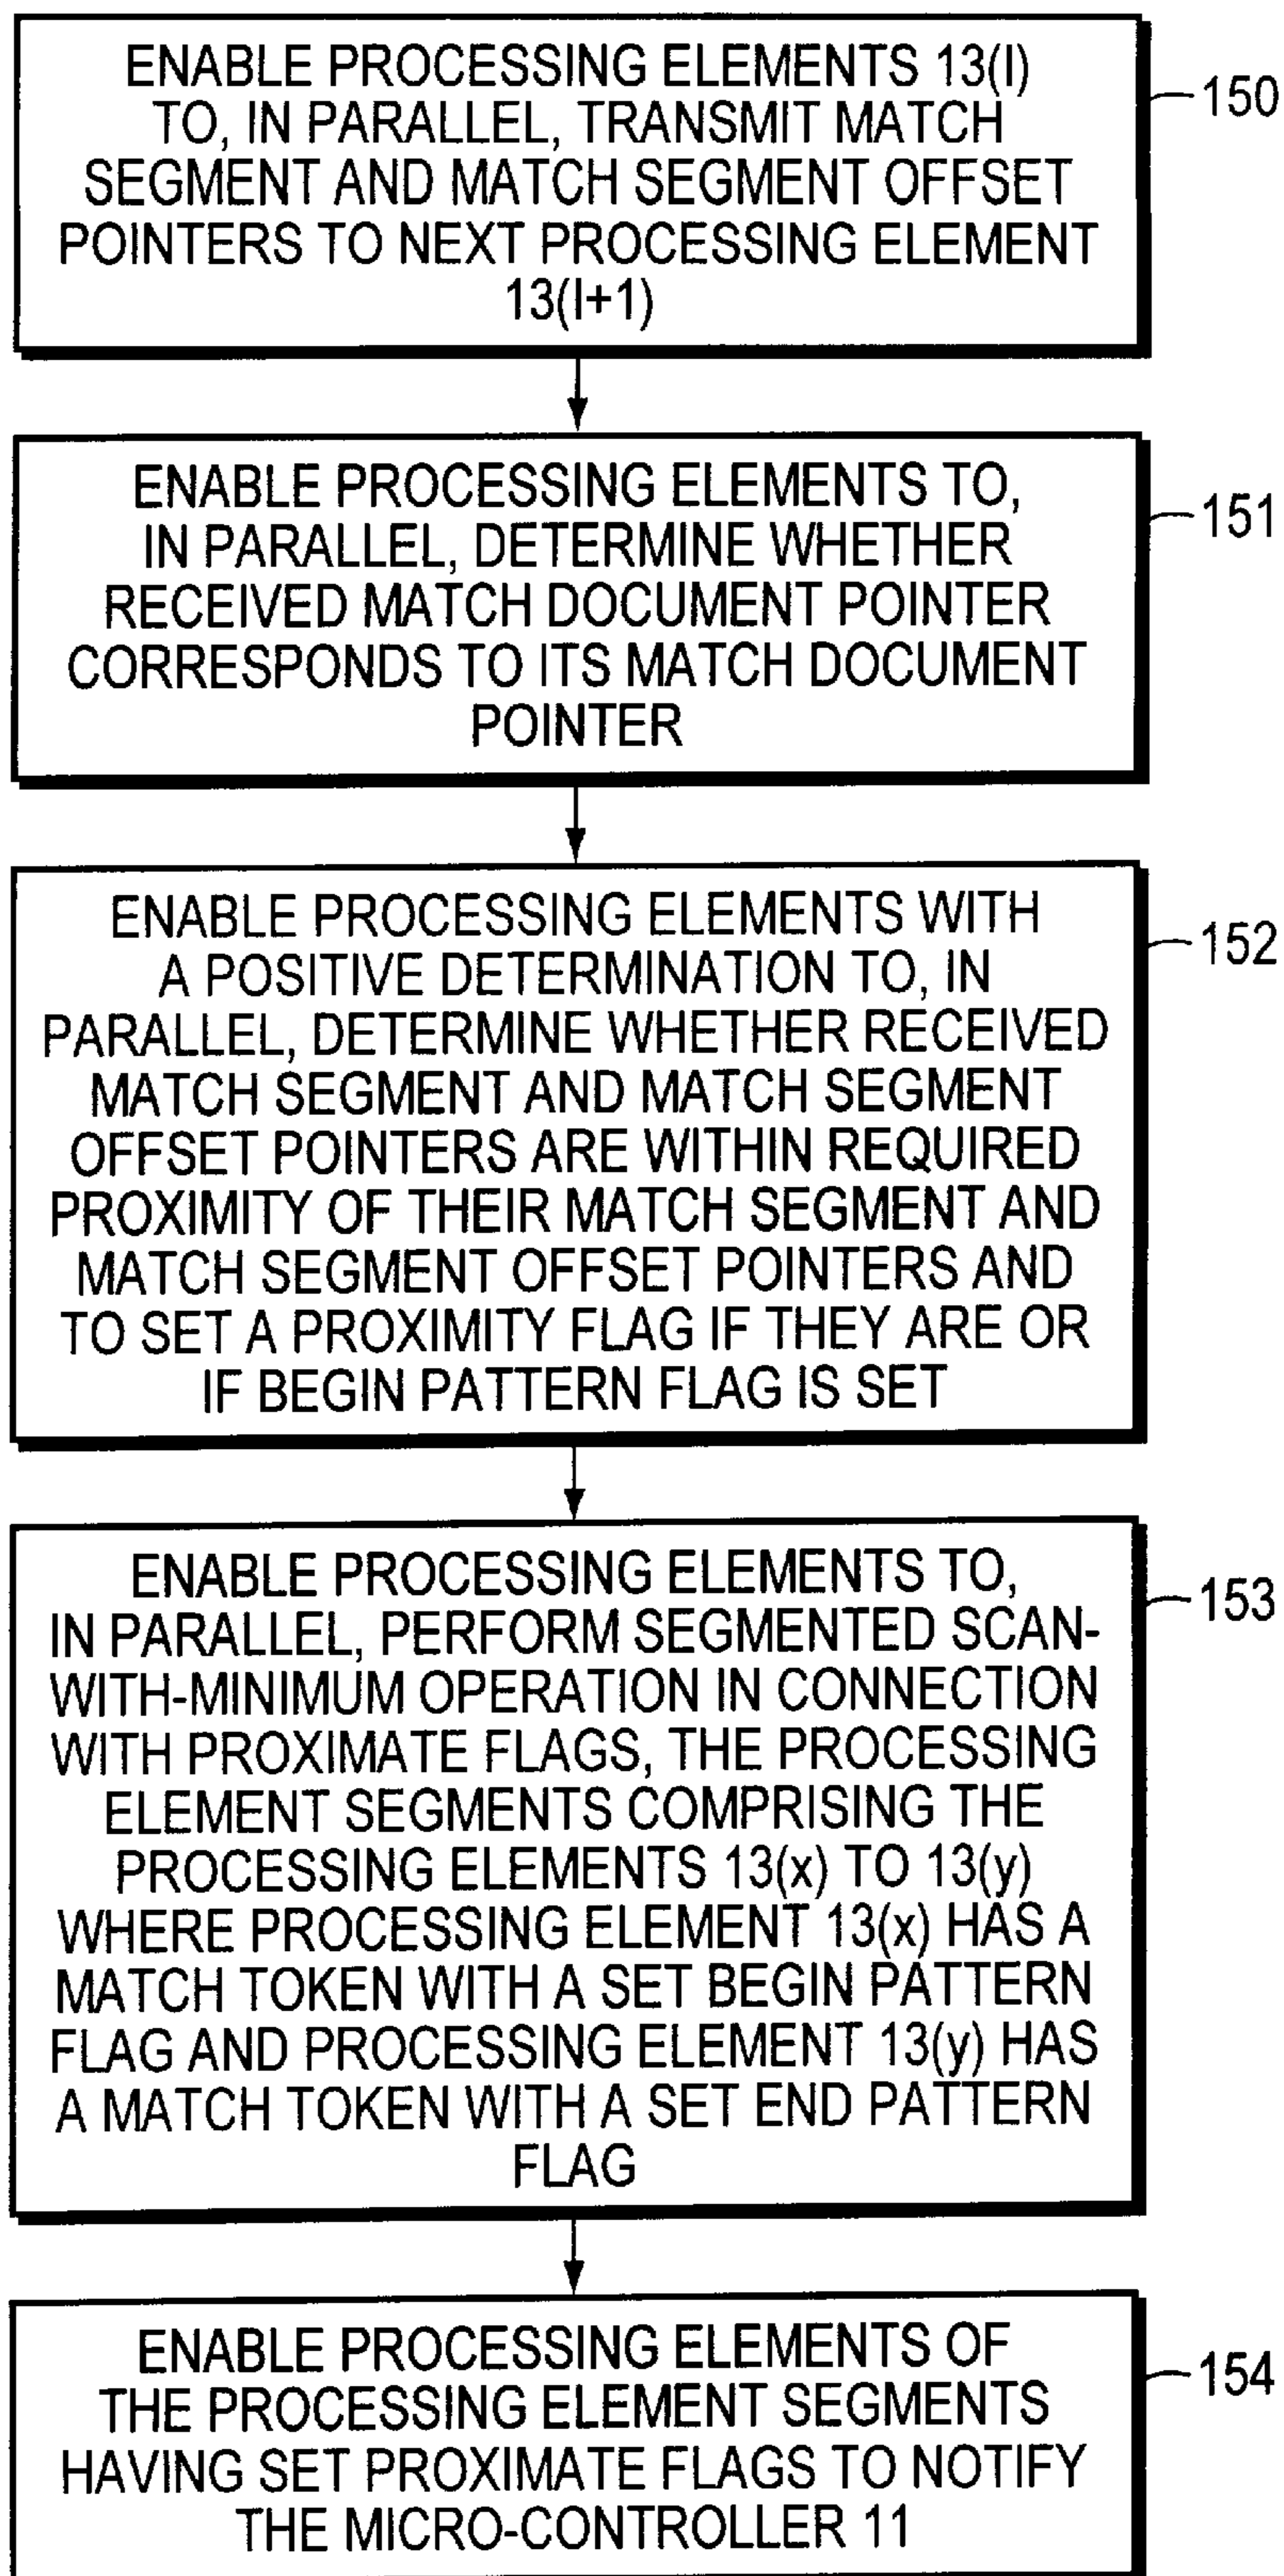 ENABLE PROCESSING ELEMENTS 13(I)
TO, IN PARALLEL, TRANSMIT MATCH
SEGMENT AND MATCH SEGMENT OFFSET
POINTERS TO NEXT PROCESSING ELEMENT
13(I+1)
150
ENABLE PROCESSING ELEMENTS TO,
IN PARALLEL, DETERMINE WHETHER
RECEIVED MATCH DOCUMENT POINTER
CORRESPONDS TO ITS MATCH DOCUMENT
POINTER
151
ENABLE PROCESSING ELEMENTS WITH
A POSITIVE DETERMINATION TO, IN
PARALLEL, DETERMINE WHETHER RECEIVED
MATCH SEGMENT AND MATCH SEGMENT
OFFSET POINTERS ARE WITHIN REQUIRED
PROXIMITY OF THEIR MATCH SEGMENT AND
MATCH SEGMENT OFFSET POINTERS AND
TO SET A PROXIMITY FLAG IF THEY ARE OR
IF BEGIN PATTERN FLAG IS SET
152
ENABLE PROCESSING ELEMENTS TO,
IN PARALLEL, PERFORM SEGMENTED SCAN-
WITH-MINIMUM OPERATION IN CONNECTION
WITH PROXIMATE FLAGS, THE PROCESSING
ELEMENT SEGMENTS COMPRISING THE
PROCESSING ELEMENTS 13(x) TO 13(y)
WHERE PROCESSING ELEMENT 13(x) HAS A
MATCH TOKEN WITH A SET BEGIN PATTERN
FLAG AND PROCESSING ELEMENT 13(y) HAS
A MATCH TOKEN WITH A SET END PATTERN
FLAG
153
ENABLE PROCESSING ELEMENTS OF
THE PROCESSING ELEMENT SEGMENTS
HAVING SET PROXIMATE FLAGS TO NOTIFY
THE MICRO-CONTROLLER 11
154